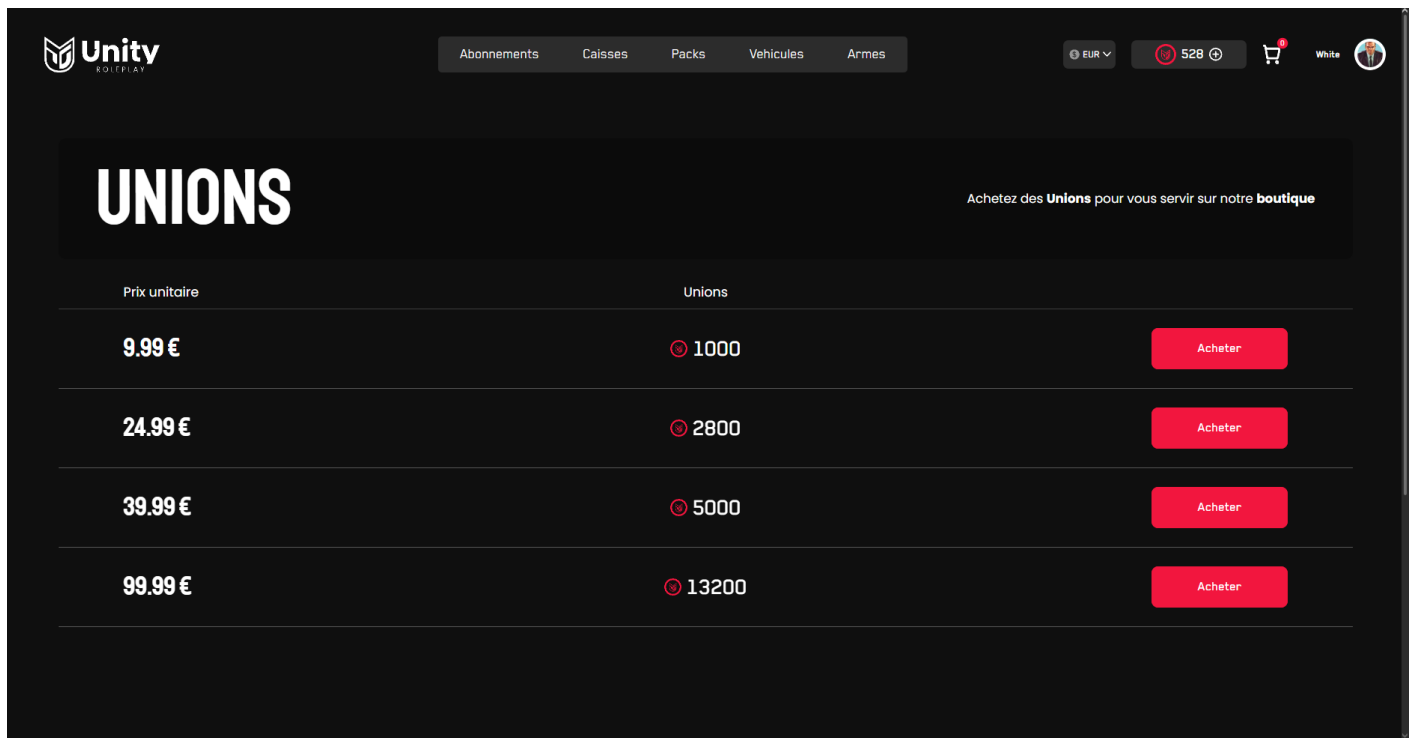 Unity
ROLEPLAY
Abonnements Caisses Packs Vehicules Armes
EUR
528
0
White
UNIONS
Achetez des Unions pour vous servir sur notre boutique
Prix unitaire Unions
9.99 € 1000 Acheter
24.99 € 2800 Acheter
39.99 € 5000 Acheter
99.99 € 13200 Acheter